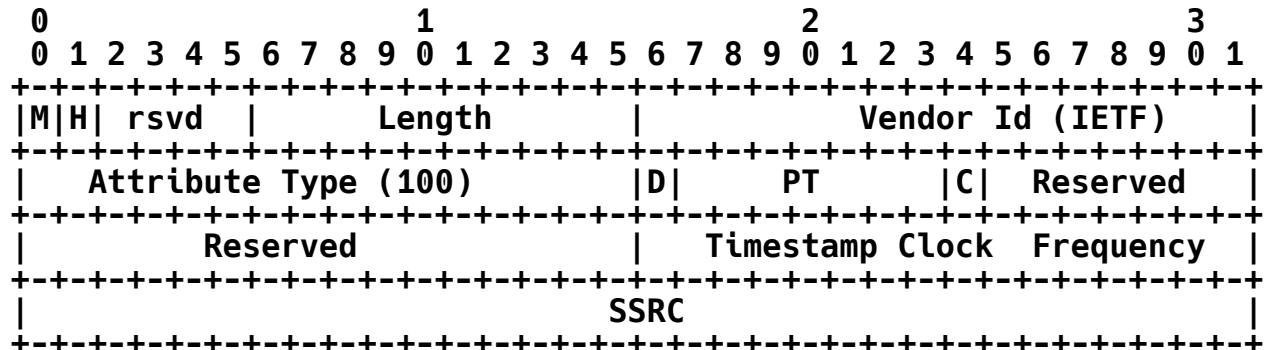 0                   1                   2                   3
 0 1 2 3 4 5 6 7 8 9 0 1 2 3 4 5 6 7 8 9 0 1 2 3 4 5 6 7 8 9 0 1
+-+-+-+-+-+-+-+-+-+-+-+-+-+-+-+-+-+-+-+-+-+-+-+-+-+-+-+-+-+-+-+-+
|M|H| rsvd  |      Length       |           Vendor Id (IETF)    |
+-+-+-+-+-+-+-+-+-+-+-+-+-+-+-+-+-+-+-+-+-+-+-+-+-+-+-+-+-+-+-+-+
|   Attribute Type (100)        |D|     PT      |C|  Reserved   |
+-+-+-+-+-+-+-+-+-+-+-+-+-+-+-+-+-+-+-+-+-+-+-+-+-+-+-+-+-+-+-+-+
|         Reserved              |   Timestamp Clock  Frequency  |
+-+-+-+-+-+-+-+-+-+-+-+-+-+-+-+-+-+-+-+-+-+-+-+-+-+-+-+-+-+-+-+-+
|                              SSRC                             |
+-+-+-+-+-+-+-+-+-+-+-+-+-+-+-+-+-+-+-+-+-+-+-+-+-+-+-+-+-+-+-+-+